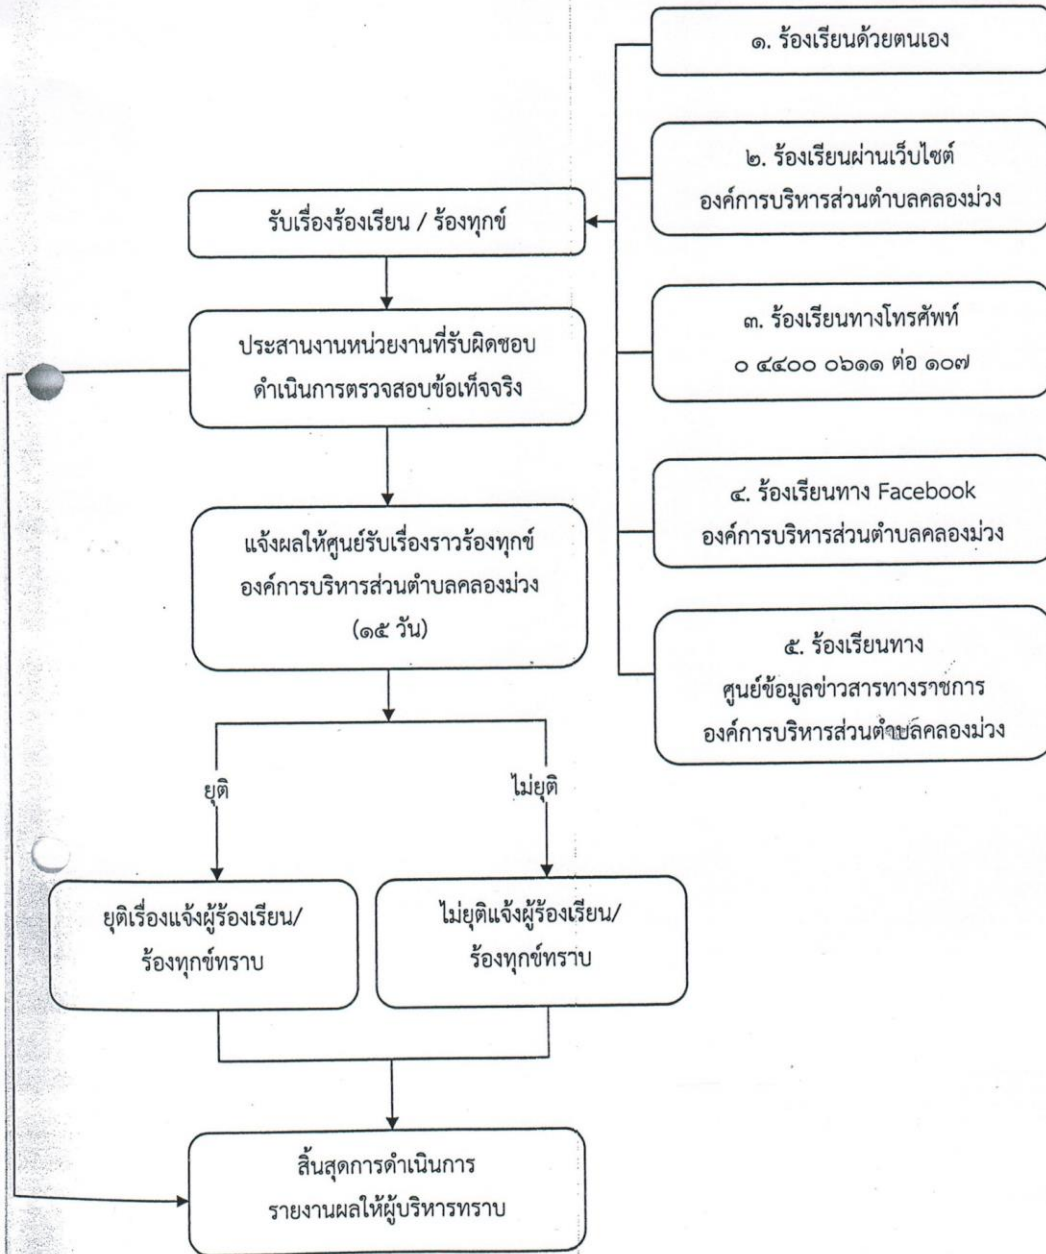 ๑. ร้องเรียนด้วยตนเอง
๒. ร้องเรียนผ่านเว็บไซต์
องค์การบริหารส่วนตำบลคลองม่วง
๓. ร้องเรียนทางโทรศัพท์
๐ ๔๔๐๐ ๐๖๑๑ ต่อ ๑๐๗
๔. ร้องเรียนทาง Facebook
องค์การบริหารส่วนตำบลคลองม่วง
๕. ร้องเรียนทาง
ศูนย์ข้อมูลข่าวสารทางราชการ
องค์การบริหารส่วนตำบลคลองม่วง
รับเรื่องร้องเรียน / ร้องทุกข์
ประสานงานหน่วยงานที่รับผิดชอบ
ดำเนินการตรวจสอบข้อเท็จจริง
แจ้งผลให้ศูนย์รับเรื่องราวร้องทุกข์
องค์การบริหารส่วนตำบลคลองม่วง
(๑๕ วัน)
ยุติ
ไม่ยุติ
ยุติเรื่องแจ้งผู้ร้องเรียน/
ร้องทุกข์ทราบ
ไม่ยุติแจ้งผู้ร้องเรียน/
ร้องทุกข์ทราบ
สิ้นสุดการดำเนินการ
รายงานผลให้ผู้บริหารทราบ